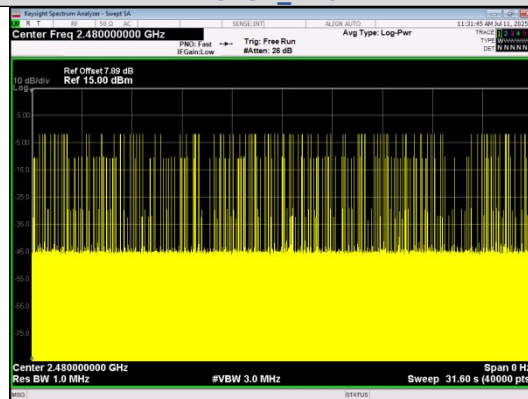 Keysight Spectrum Analyzer - Swept SA
R T RF 50 Ω AC SENSE:INT ALIGN AUTO 11:31:45 AM Jul 11, 2025
Center Freq 2.480000000 GHz
PNO: Fast
IFGain:Low
Trig: Free Run
#Atten: 26 dB
Avg Type: Log-Pwr
TRACE 1 2 3 4 5
TYPE
DET N N N N N
Ref Offset 7.89 dB
10 dB/div Ref 15.00 dBm
Log
5.00
-5.00
-15.0
-25.0
-35.0
-45.0
-55.0
-65.0
-75.0
Center 2.480000000 GHz Span 0 Hz
Res BW 1.0 MHz #VBW 3.0 MHz Sweep 31.60 s (40000 pts
MSG STATUS